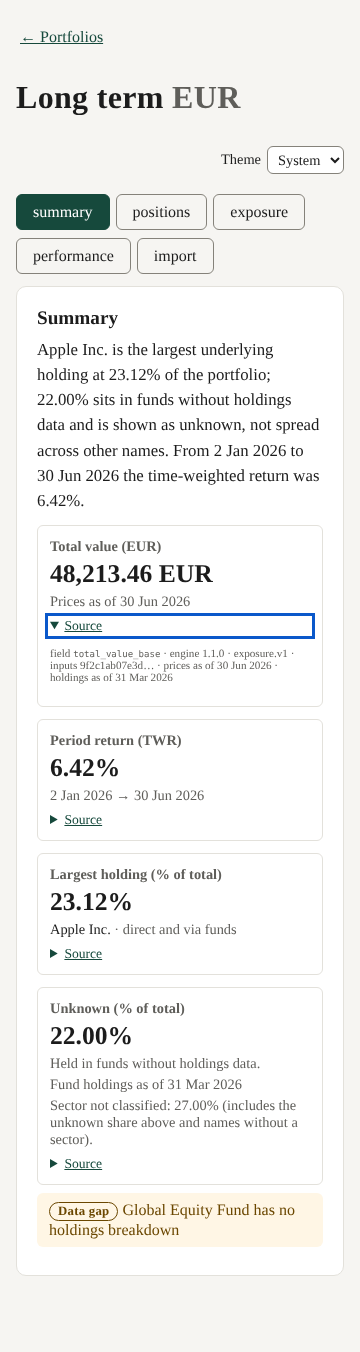 ← Portfolios
Long term EUR
Theme System
summary positions exposure
performance import
Summary
Apple Inc. is the largest underlying
holding at 23.12% of the portfolio;
22.00% sits in funds without holdings
data and is shown as unknown, not spread
across other names. From 2 Jan 2026 to
30 Jun 2026 the time-weighted return was
6.42%.
Total value (EUR)
48,213.46 EUR
Prices as of 30 Jun 2026
▼ Source
field total_value_base · engine 1.1.0 · exposure.v1 ·
inputs 9f2c1ab07e3d… · prices as of 30 Jun 2026 ·
holdings as of 31 Mar 2026
Period return (TWR)
6.42%
2 Jan 2026 → 30 Jun 2026
▶ Source
Largest holding (% of total)
23.12%
Apple Inc. · direct and via funds
▶ Source
Unknown (% of total)
22.00%
Held in funds without holdings data.
Fund holdings as of 31 Mar 2026
Sector not classified: 27.00% (includes the
unknown share above and names without a
sector).
▶ Source
Data gap Global Equity Fund has no
holdings breakdown